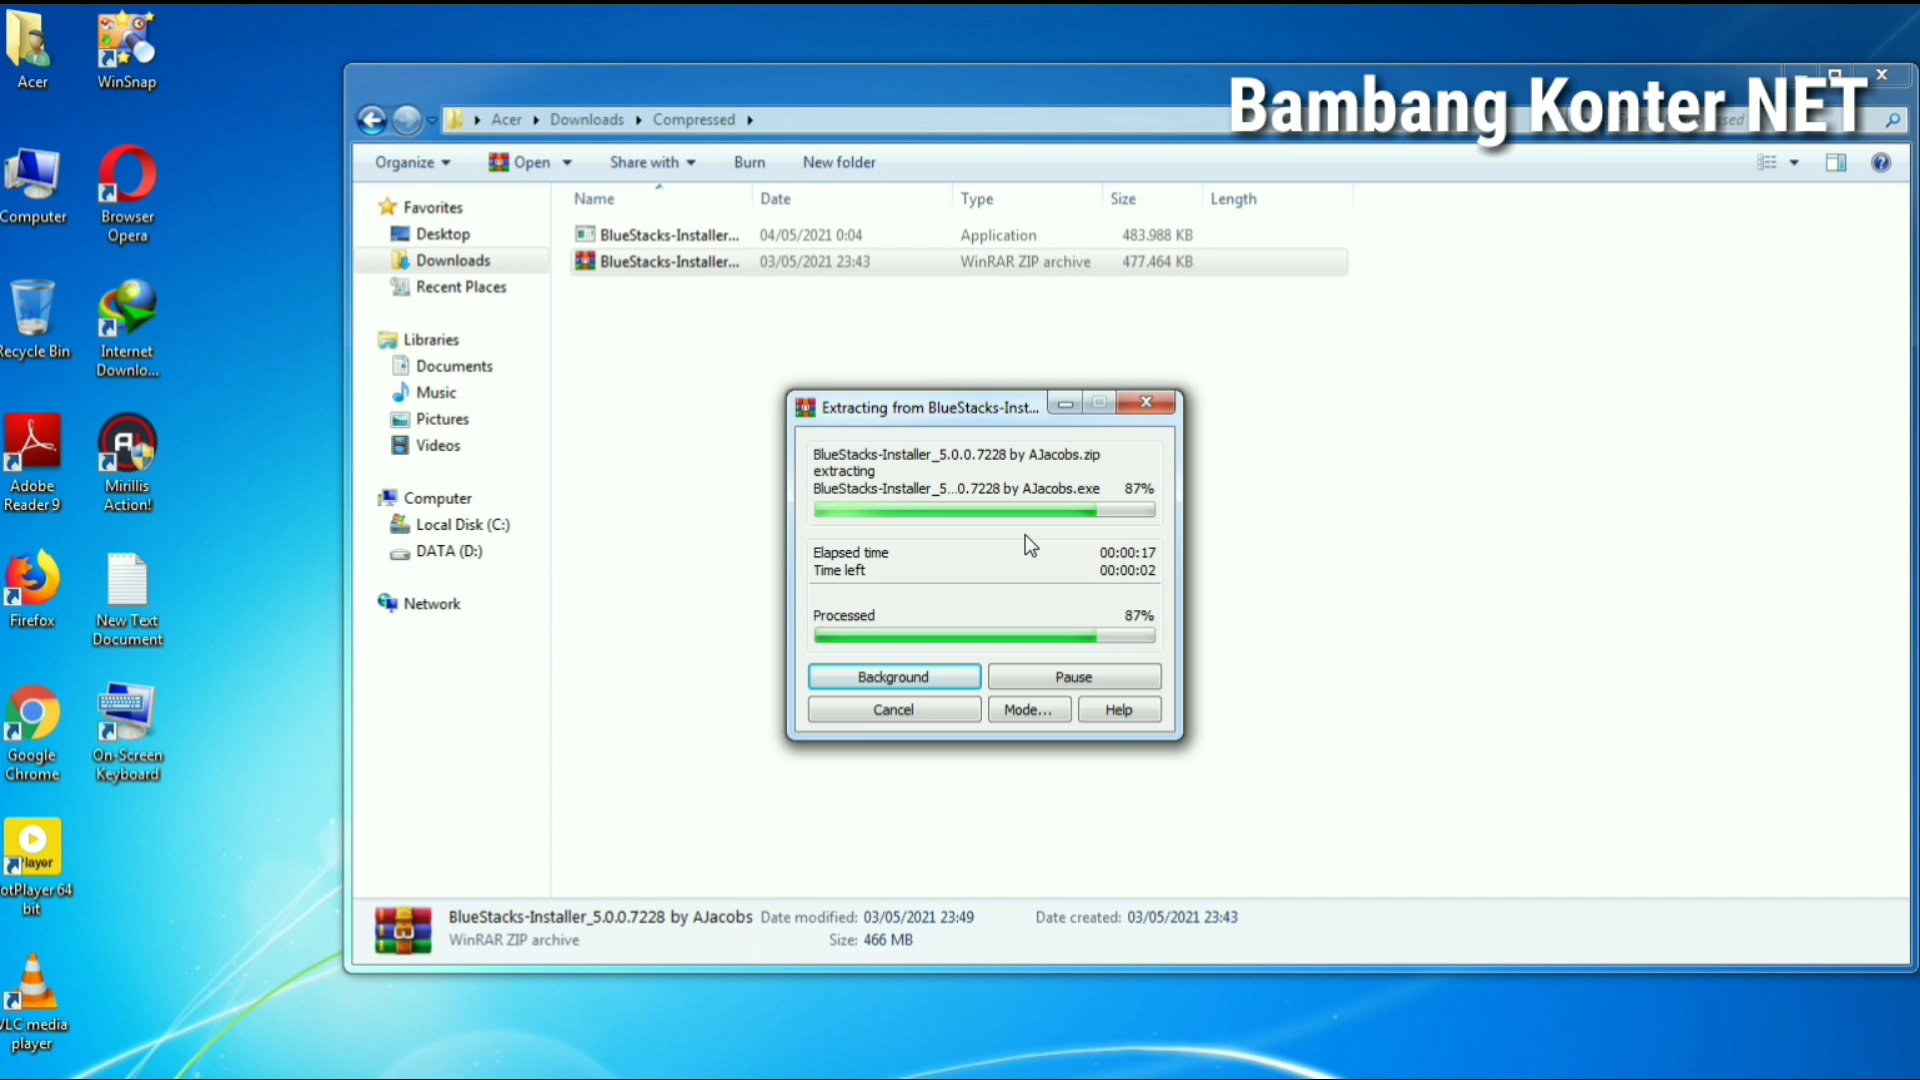 Acer
WinSnap
Computer
Browser
Opera
Recycle Bin
Internet
Downlo...
Adobe
Reader 9
Mirillis
Action!
Firefox
New Text
Document
Google
Chrome
On-Screen
Keyboard
Player
otPlayer 64
bit
VLC media
player
Bambang Konter NET
Acer
Downloads
Compressed
Organize
Open
Share with
Burn
New folder
Favorites
Desktop
Downloads
Recent Places
Libraries
Documents
Music
Pictures
Videos
Computer
Local Disk (C:)
DATA (D:)
Network
Name Date Type Size Length
BlueStacks-Installer... 04/05/2021 0:04 Application 483.988 KB
BlueStacks-Installer... 03/05/2021 23:43 WinRAR ZIP archive 477.464 KB
Extracting from BlueStacks-Inst...
BlueStacks-Installer_5.0.0.7228 by AJacobs.zip
extracting
BlueStacks-Installer_5...0.7228 by AJacobs.exe 87%
Elapsed time 00:00:17
Time left 00:00:02
Processed 87%
Background Pause
Cancel Mode... Help
BlueStacks-Installer_5.0.0.7228 by AJacobs Date modified: 03/05/2021 23:49 Date created: 03/05/2021 23:43
WinRAR ZIP archive Size: 466 MB